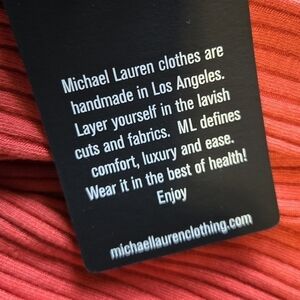 Michael Lauren clothes are
handmade in Los Angeles.
Layer yourself in the lavish
cuts and fabrics. ML defines
comfort, luxury and ease.
Wear it in the best of health!
Enjoy
michaellaurenclothing.com